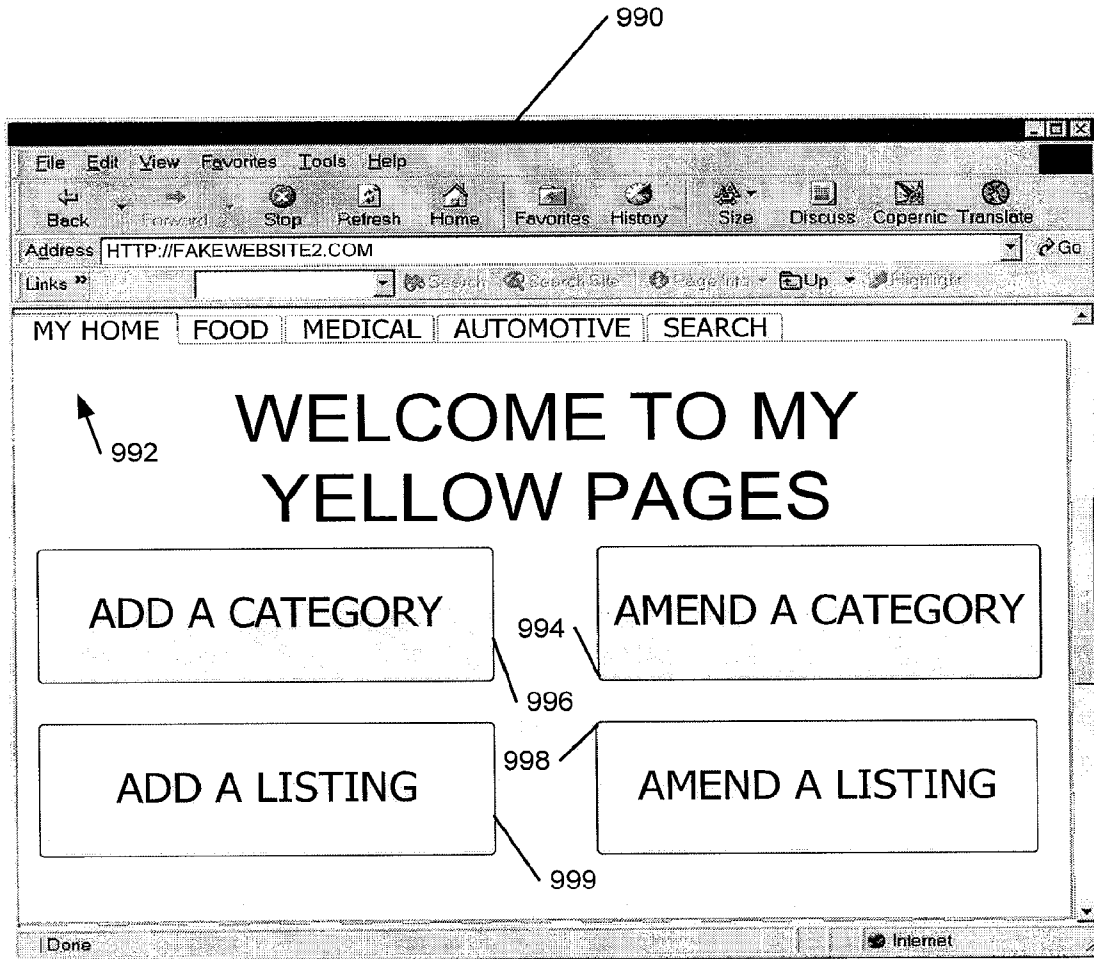 990
File Edit View Favorites Tools Help
Back Forward Stop Refresh Home Favorites History Size Discuss Copernic Translate
Address HTTP://FAKEWEBSITE2.COM Go
Links » Search Search Site Page Info Up Highlight
MY HOME FOOD MEDICAL AUTOMOTIVE SEARCH
WELCOME TO MY
YELLOW PAGES
992
ADD A CATEGORY
AMEND A CATEGORY
994
996
ADD A LISTING
998
AMEND A LISTING
999
Done Internet